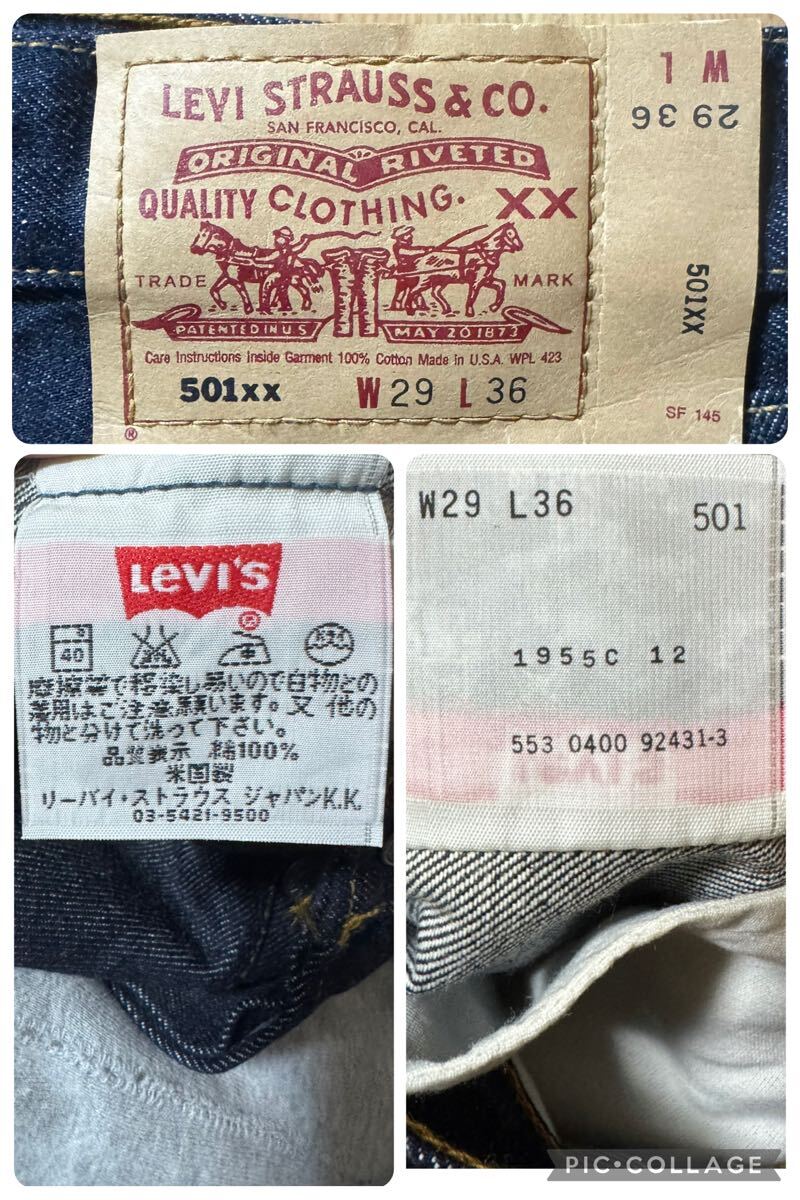 LEVI STRAUSS & CO.
SAN FRANCISCO, CAL.
ORIGINAL RIVETED
QUALITY CLOTHING. XX
TRADE MARK
PATENTED IN U.S. MAY 20 1873
Care Instructions Inside Garment 100% Cotton Made in U.S.A. WPL 423
501xx W29 L36
®
W L
29 36
501XX
SF 145
LEVI'S
®
40
摩擦等で移染し易いので白物との
着用はご注意願います。又 他の
物と分けて洗って下さい。
品質表示 綿100%
米国製
リーバイ・ストラウス ジャパンK.K.
03-5421-9500
W29 L36 501
1955C 12
553 0400 92431-3
PIC•COLLAGE